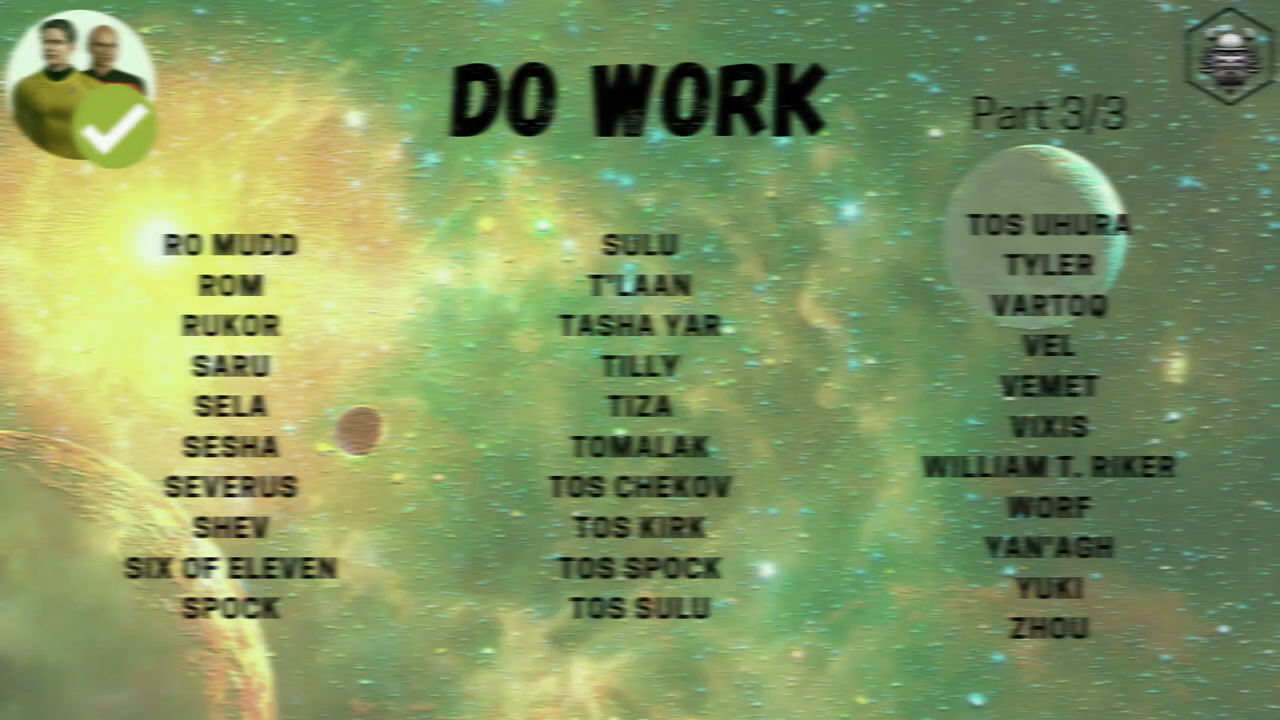 DO WORK
Part 3/3
RO MUDD
ROM
RUKOR
SARU
SELA
SESHA
SEVERUS
SHEV
SIX OF ELEVEN
SPOCK
SULU
T'LAAN
TASHA YAR
TILLY
TIZA
TOMALAK
TOS CHEKOV
TOS KIRK
TOS SPOCK
TOS SULU
TOS UHURA
TYLER
VARTOQ
VEL
VEMET
VIXIS
WILLIAM T. RIKER
WORF
YAN'AGH
YUKI
ZHOU